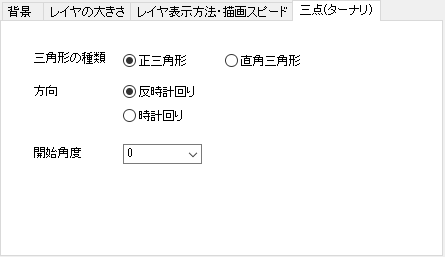 背景 レイヤの大きさ レイヤ表示方法・描画スピード 三点(ターナリ)
三角形の種類 正三角形 直角三角形
方向 反時計回り
時計回り
開始角度 0